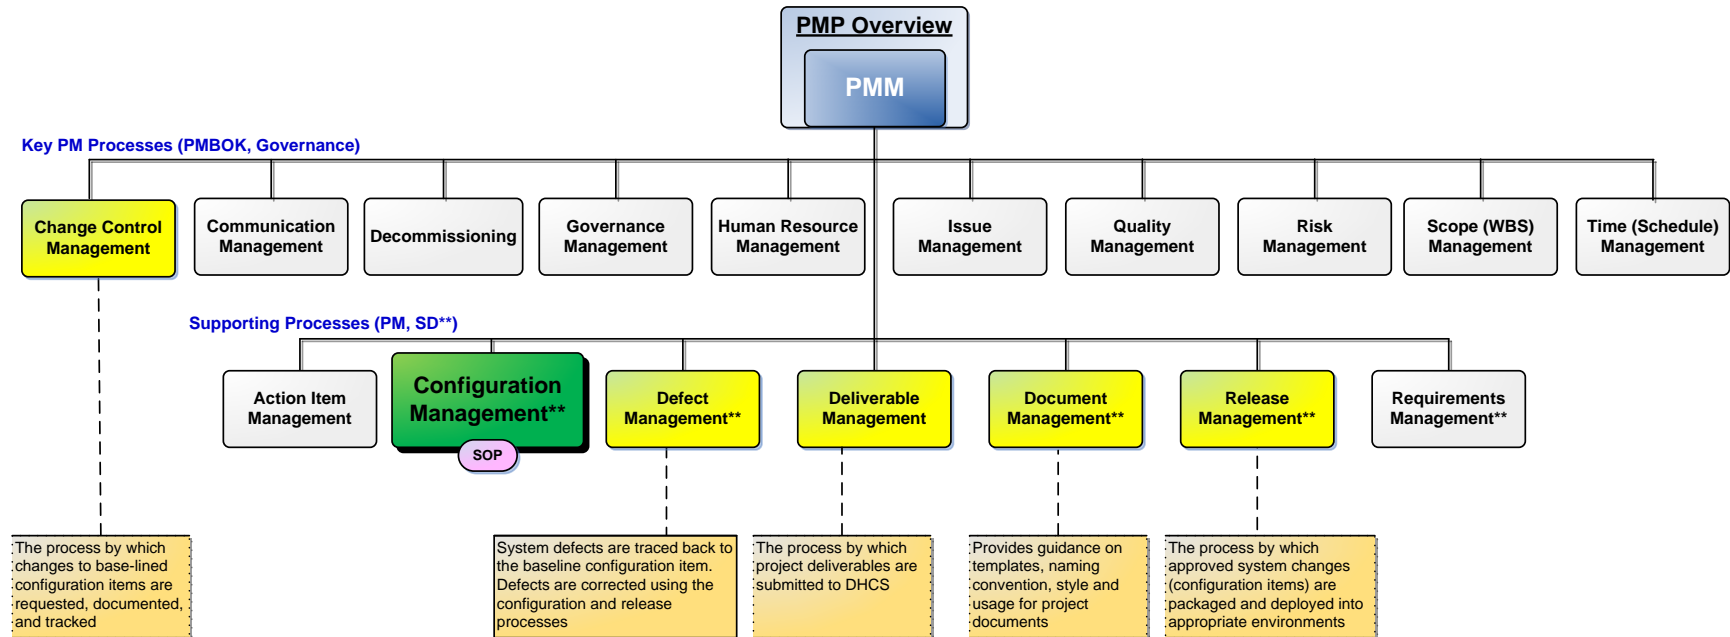 PMP Overview
PMM
Key PM Processes (PMBOK, Governance)
Change Control
Management
Communication
Management
Decommissioning
Governance
Management
Human Resource
Management
Issue
Management
Quality
Management
Risk
Management
Scope (WBS)
Management
Time (Schedule)
Management
Supporting Processes (PM, SD**)
Action Item
Management
Configuration
Management**
SOP
Defect
Management**
Deliverable
Management
Document
Management**
Release
Management**
Requirements
Management**
The process by which
changes to base-lined
configuration items are
requested, documented,
and tracked
System defects are traced back to
the baseline configuration item.
Defects are corrected using the
configuration and release
processes
The process by which
project deliverables are
submitted to DHCS
Provides guidance on
templates, naming
convention, style and
usage for project
documents
The process by which
approved system changes
(configuration items) are
packaged and deployed into
appropriate environments